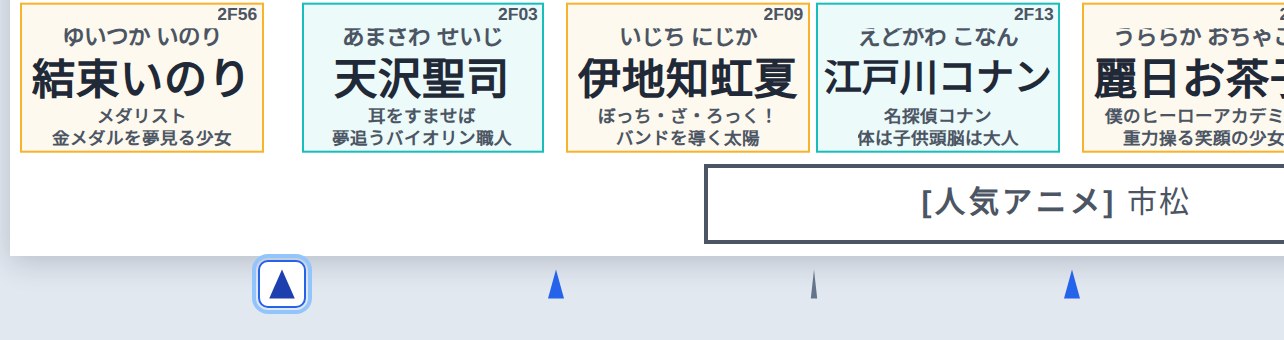 2F56
ゆいつか いのり
結束いのり
メダリスト
金メダルを夢見る少女
2F03
あまさわ せいじ
天沢聖司
耳をすませば
夢追うバイオリン職人
2F09
いじち にじか
伊地知虹夏
ぼっち・ざ・ろっく！
バンドを導く太陽
2F13
えどがわ こなん
江戸川コナン
名探偵コナン
体は子供頭脳は大人
うららか おちゃこ
麗日お茶子
僕のヒーローアカデミ
重力操る笑顔の少女
[人気アニメ] 市松